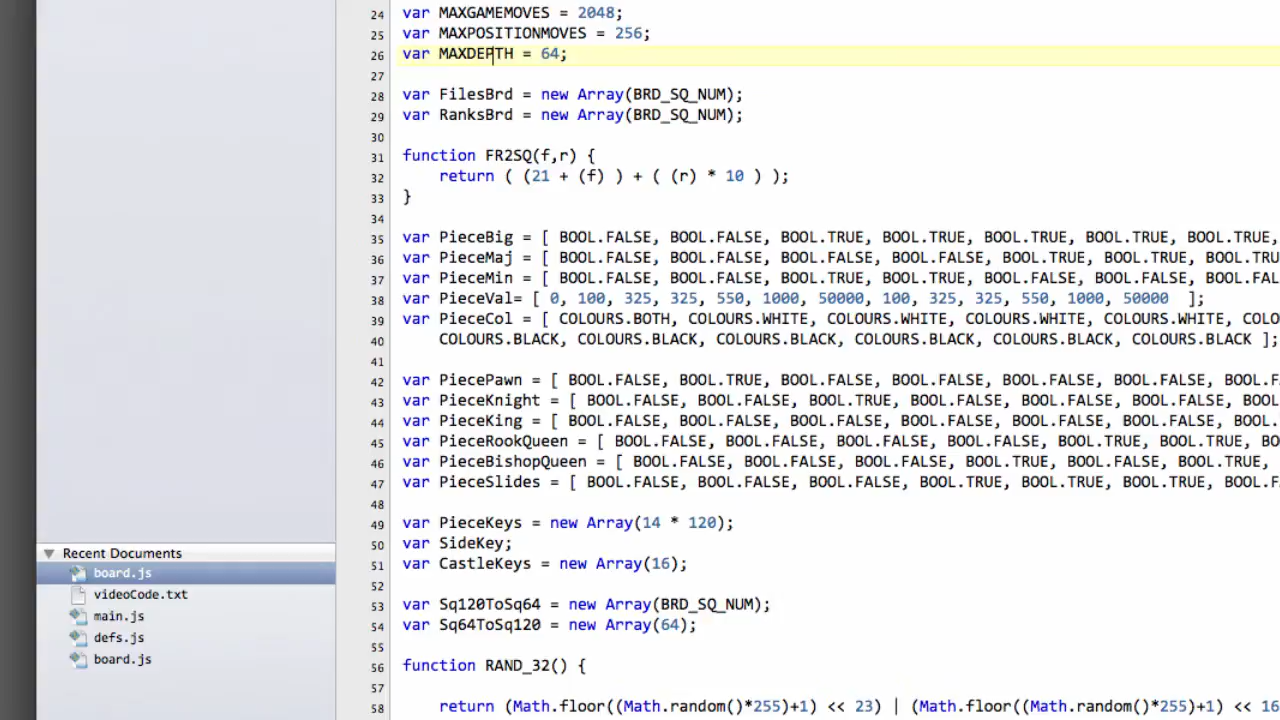 24 var MAXGAMEMOVES = 2048;
25 var MAXPOSITIONMOVES = 256;
26 var MAXDEPTH = 64;
27
28 var FilesBrd = new Array(BRD_SQ_NUM);
29 var RanksBrd = new Array(BRD_SQ_NUM);
30
31 function FR2SQ(f,r) {
32 return ( (21 + (f) ) + ( (r) * 10 ) );
33 }
34
35 var PieceBig = [ BOOL.FALSE, BOOL.FALSE, BOOL.TRUE, BOOL.TRUE, BOOL.TRUE, BOOL.TRUE, BOOL.TRUE,
36 var PieceMaj = [ BOOL.FALSE, BOOL.FALSE, BOOL.FALSE, BOOL.FALSE, BOOL.TRUE, BOOL.TRUE, BOOL.TRU
37 var PieceMin = [ BOOL.FALSE, BOOL.FALSE, BOOL.TRUE, BOOL.TRUE, BOOL.FALSE, BOOL.FALSE, BOOL.FAL
38 var PieceVal= [ 0, 100, 325, 325, 550, 1000, 50000, 100, 325, 325, 550, 1000, 50000 ];
39 var PieceCol = [ COLOURS.BOTH, COLOURS.WHITE, COLOURS.WHITE, COLOURS.WHITE, COLOURS.WHITE, COLO
40 COLOURS.BLACK, COLOURS.BLACK, COLOURS.BLACK, COLOURS.BLACK, COLOURS.BLACK, COLOURS.BLACK ];
41
42 var PiecePawn = [ BOOL.FALSE, BOOL.TRUE, BOOL.FALSE, BOOL.FALSE, BOOL.FALSE, BOOL.FALSE, BOOL.FA
43 var PieceKnight = [ BOOL.FALSE, BOOL.FALSE, BOOL.TRUE, BOOL.FALSE, BOOL.FALSE, BOOL.FALSE, BOOL.
44 var PieceKing = [ BOOL.FALSE, BOOL.FALSE, BOOL.FALSE, BOOL.FALSE, BOOL.FALSE, BOOL.FALSE, BOOL.T
45 var PieceRookQueen = [ BOOL.FALSE, BOOL.FALSE, BOOL.FALSE, BOOL.FALSE, BOOL.TRUE, BOOL.TRUE, BO
46 var PieceBishopQueen = [ BOOL.FALSE, BOOL.FALSE, BOOL.FALSE, BOOL.TRUE, BOOL.FALSE, BOOL.TRUE,
47 var PieceSlides = [ BOOL.FALSE, BOOL.FALSE, BOOL.FALSE, BOOL.TRUE, BOOL.TRUE, BOOL.TRUE, BOOL.F
48
49 var PieceKeys = new Array(14 * 120);
50 var SideKey;
51 var CastleKeys = new Array(16);
52
53 var Sq120ToSq64 = new Array(BRD_SQ_NUM);
54 var Sq64ToSq120 = new Array(64);
55
56 function RAND_32() {
57
58 return (Math.floor((Math.random()*255)+1) << 23) | (Math.floor((Math.random()*255)+1) << 16
Recent Documents
board.js
videoCode.txt
main.js
defs.js
board.js